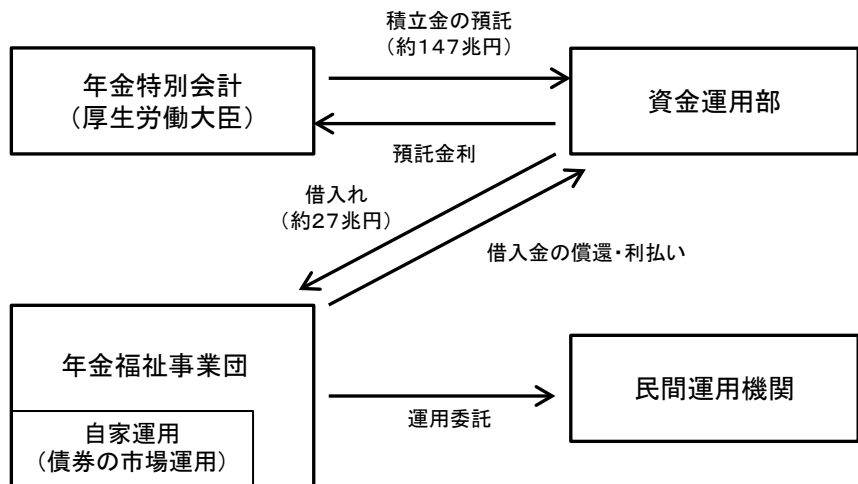 積立金の預託
（約147兆円）
年金特別会計
（厚生労働大臣）
資金運用部
預託金利
借入れ
（約27兆円）
借入金の償還・利払い
年金福祉事業団
民間運用機関
運用委託
自家運用
（債券の市場運用）